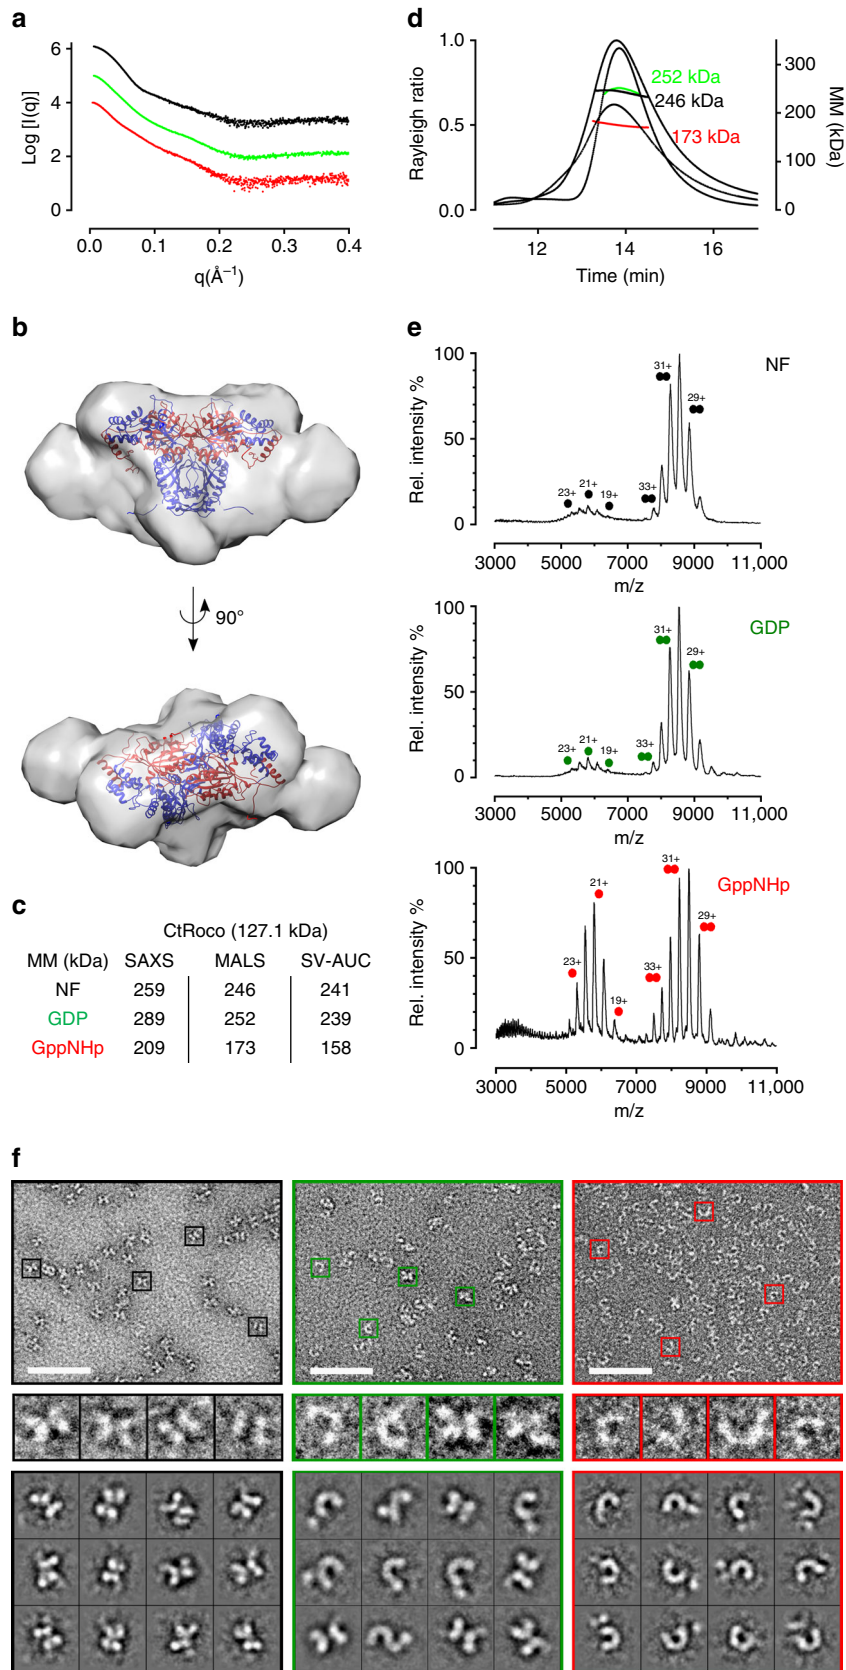 a
6
4
2
0
Log [I(q)]
0.0 0.1 0.2 0.3 0.4
q(Å⁻¹)
d
1.0
0.5
0.0
Rayleigh ratio
252 kDa
246 kDa
173 kDa
300
200
100
0
MM (kDa)
12 14 16
Time (min)
b
90°
c
CtRoco (127.1 kDa)
MM (kDa) SAXS MALS SV-AUC
NF 259 246 241
GDP 289 252 239
GppNHp 209 173 158
e
100
50
0
Rel. intensity %
NF
23+ 21+ 19+ 33+ 31+ 29+
3000 5000 7000 9000 11,000
m/z
100
50
0
Rel. intensity %
GDP
23+ 21+ 19+ 33+ 31+ 29+
3000 5000 7000 9000 11,000
m/z
100
50
0
Rel. intensity %
GppNHp
23+ 21+ 19+ 33+ 31+ 29+
3000 5000 7000 9000 11,000
m/z
f